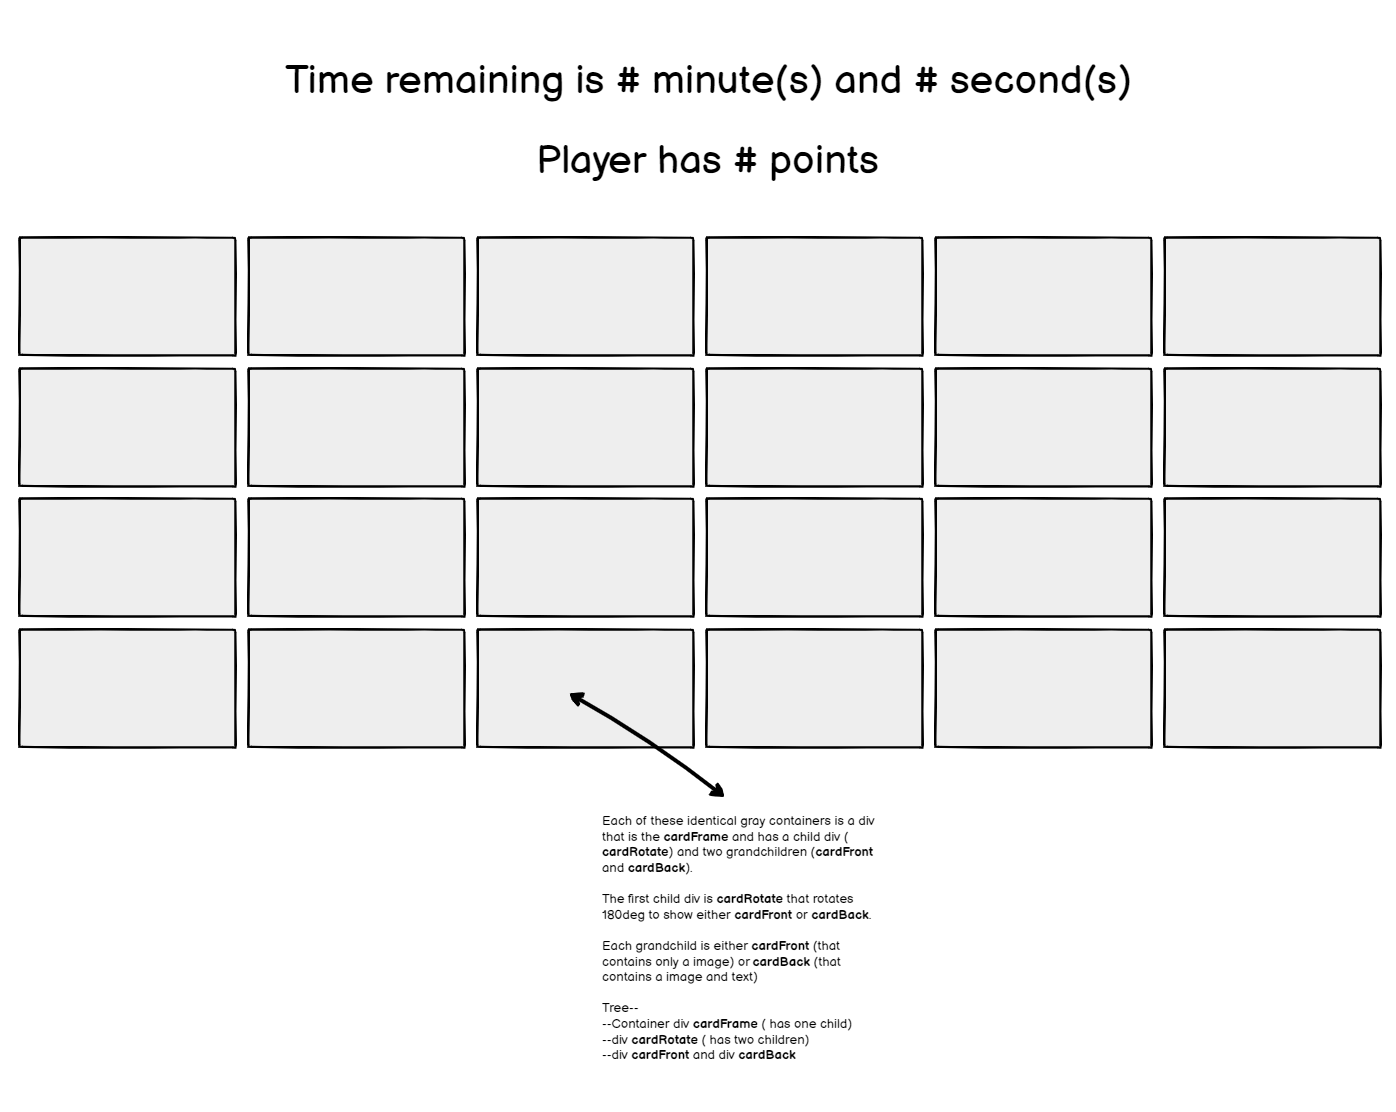 Time remaining is # minute(s) and # second(s)
Player has # points
Each of these identical gray containers is a div
that is the cardFrame and has a child div (
cardRotate) and two grandchildren (cardFront
and cardBack).
The first child div is cardRotate that rotates
180deg to show either cardFront or cardBack.
Each grandchild is either cardFront (that
contains only a image) or cardBack (that
contains a image and text)
Tree--
--Container div cardFrame ( has one child)
--div cardRotate ( has two children)
--div cardFront and div cardBack